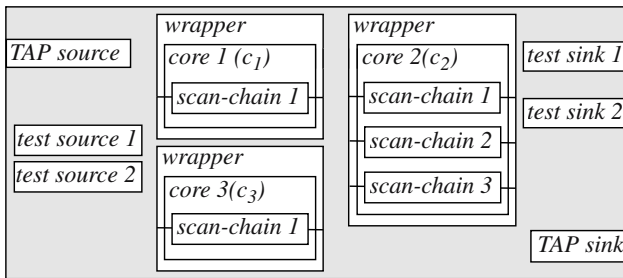 TAP source
test source 1
test source 2
wrapper
core 1 (c1)
scan-chain 1
wrapper
core 3(c3)
scan-chain 1
wrapper
core 2(c2)
scan-chain 1
scan-chain 2
scan-chain 3
test sink 1
test sink 2
TAP sink